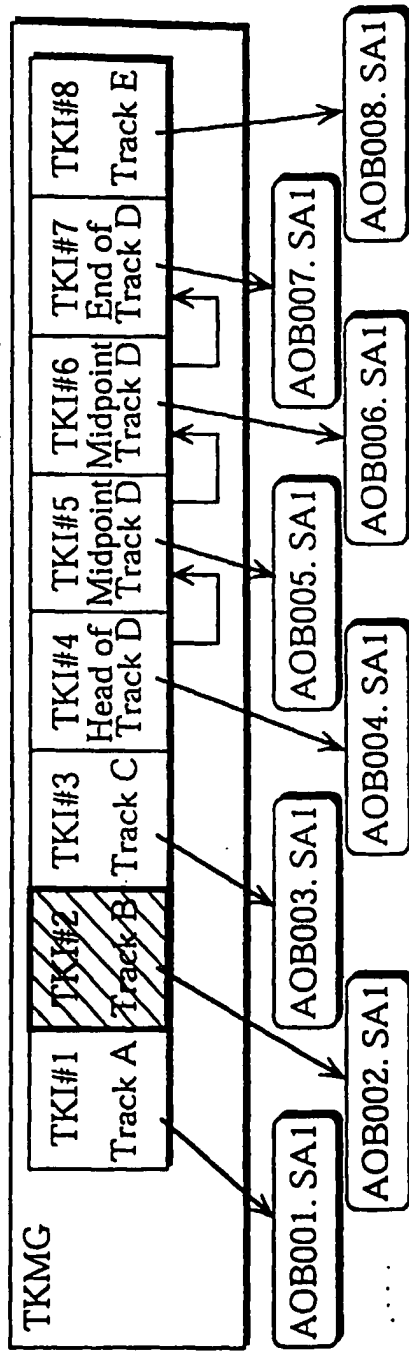 TKMG
TKI#1
Track A
TKI#2
Track B
TKI#3
Track C
TKI#4
Head of
Track D
TKI#5
Midpoint
Track D
TKI#6
Midpoint
Track D
TKI#7
End of
Track D
TKI#8
Track E
AOB001. SA1
AOB002. SA1
AOB003. SA1
AOB004. SA1
AOB005. SA1
AOB006. SA1
AOB007. SA1
AOB008. SA1
....